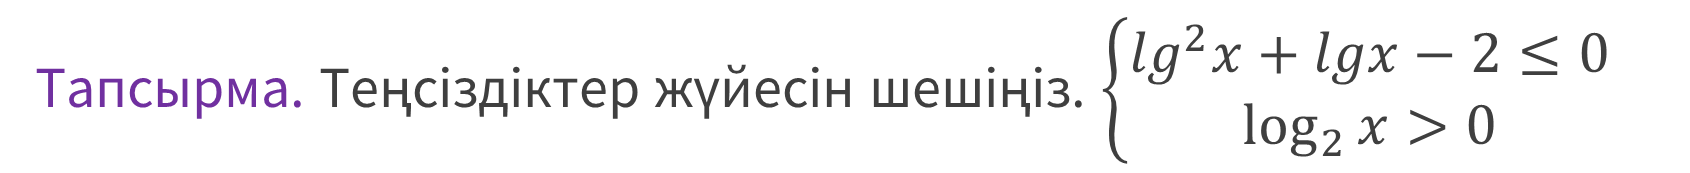 Тапсырма. Теңсіздіктер жүйесін шешіңіз. {lg²x + lgx − 2 ≤ 0
log₂ x > 0